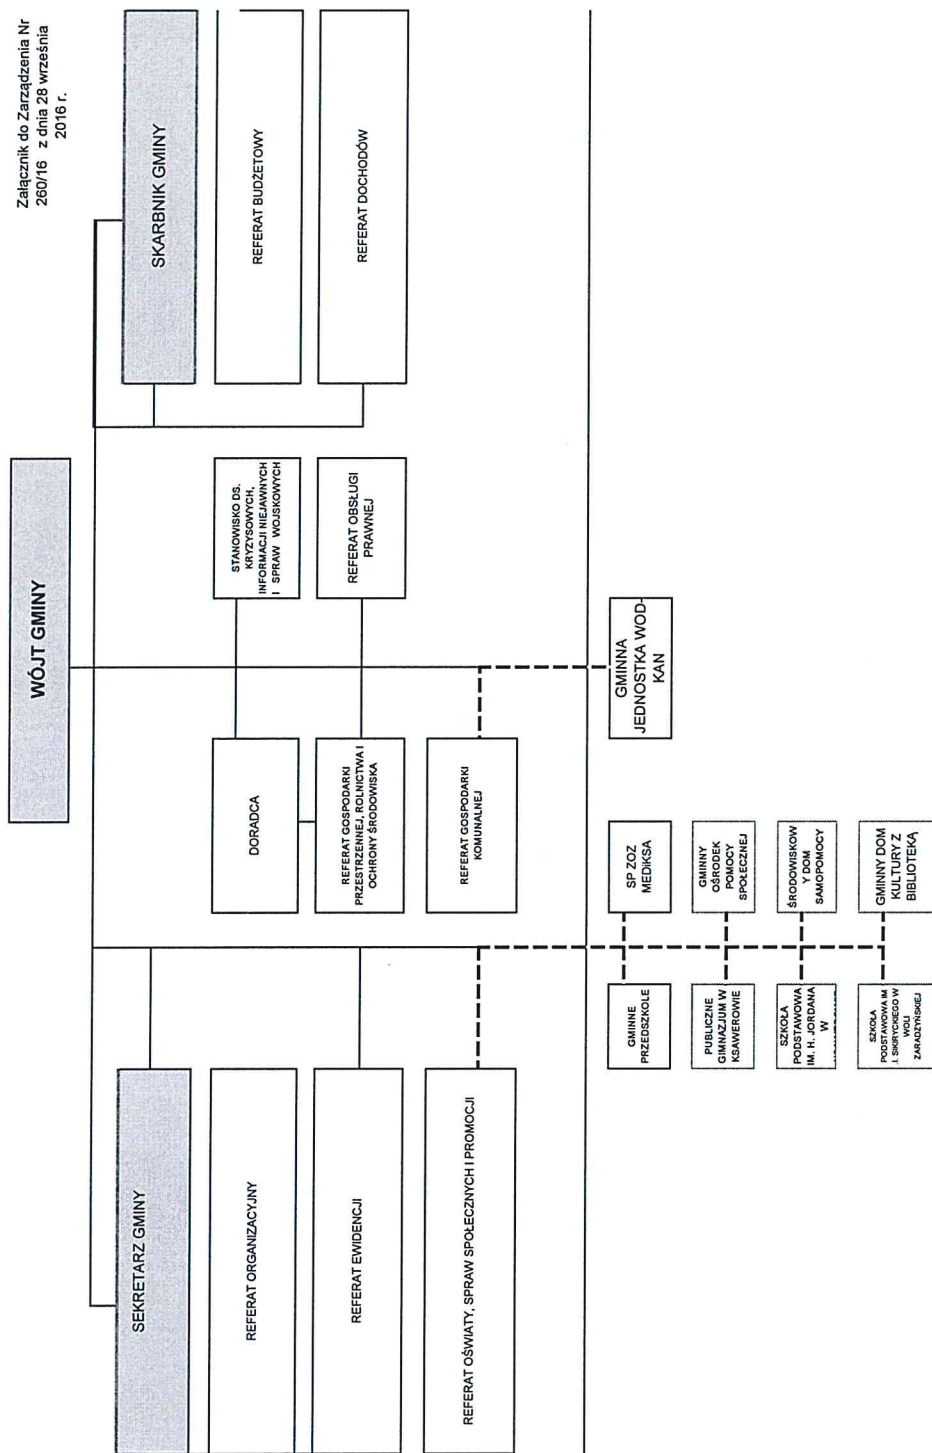 Załącznik do Zarządzenia Nr
260/16 z dnia 28 września
2016 r.
WÓJT GMINY
SEKRETARZ GMINY
SKARBNIK GMINY
REFERAT ORGANIZACYJNY
DORADCA
STANOWISKO DS.
KRYZYSOWYCH,
INFORMACJI NIEJAWNYCH
I SPRAW WOJSKOWYCH
REFERAT BUDŻETOWY
REFERAT EWIDENCJI
REFERAT GOSPODARKI
PRZESTRZENNEJ, ROLNICTWA I
OCHRONY ŚRODOWISKA
REFERAT OBSŁUGI
PRAWNEJ
REFERAT DOCHODÓW
REFERAT OŚWIATY, SPRAW SPOŁECZNYCH I PROMOCJI
REFERAT GOSPODARKI
KOMUNALNEJ
GMINNE
PRZEDSZKOLE
SP ZOZ
MEDiKSA
GMINNA
JEDNOSTKA WOD-
KAN
PUBLICZNE
GIMNAZJUM W
KSAWEROWIE
GMINNY
OŚRODEK
POMOCY
SPOŁECZNEJ
SZKOŁA
PODSTAWOWA
IM. H. JORDANA
W
ŚRODOWISKOW
Y DOM
SAMOPOMOCY
SZKOŁA
PODSTAWOWA IM
.I. SIKIRYCKIEGO W
WOLI
ZARADZYŃSKIEJ
GMINNY DOM
KULTURY Z
BIBLIOTEKĄ